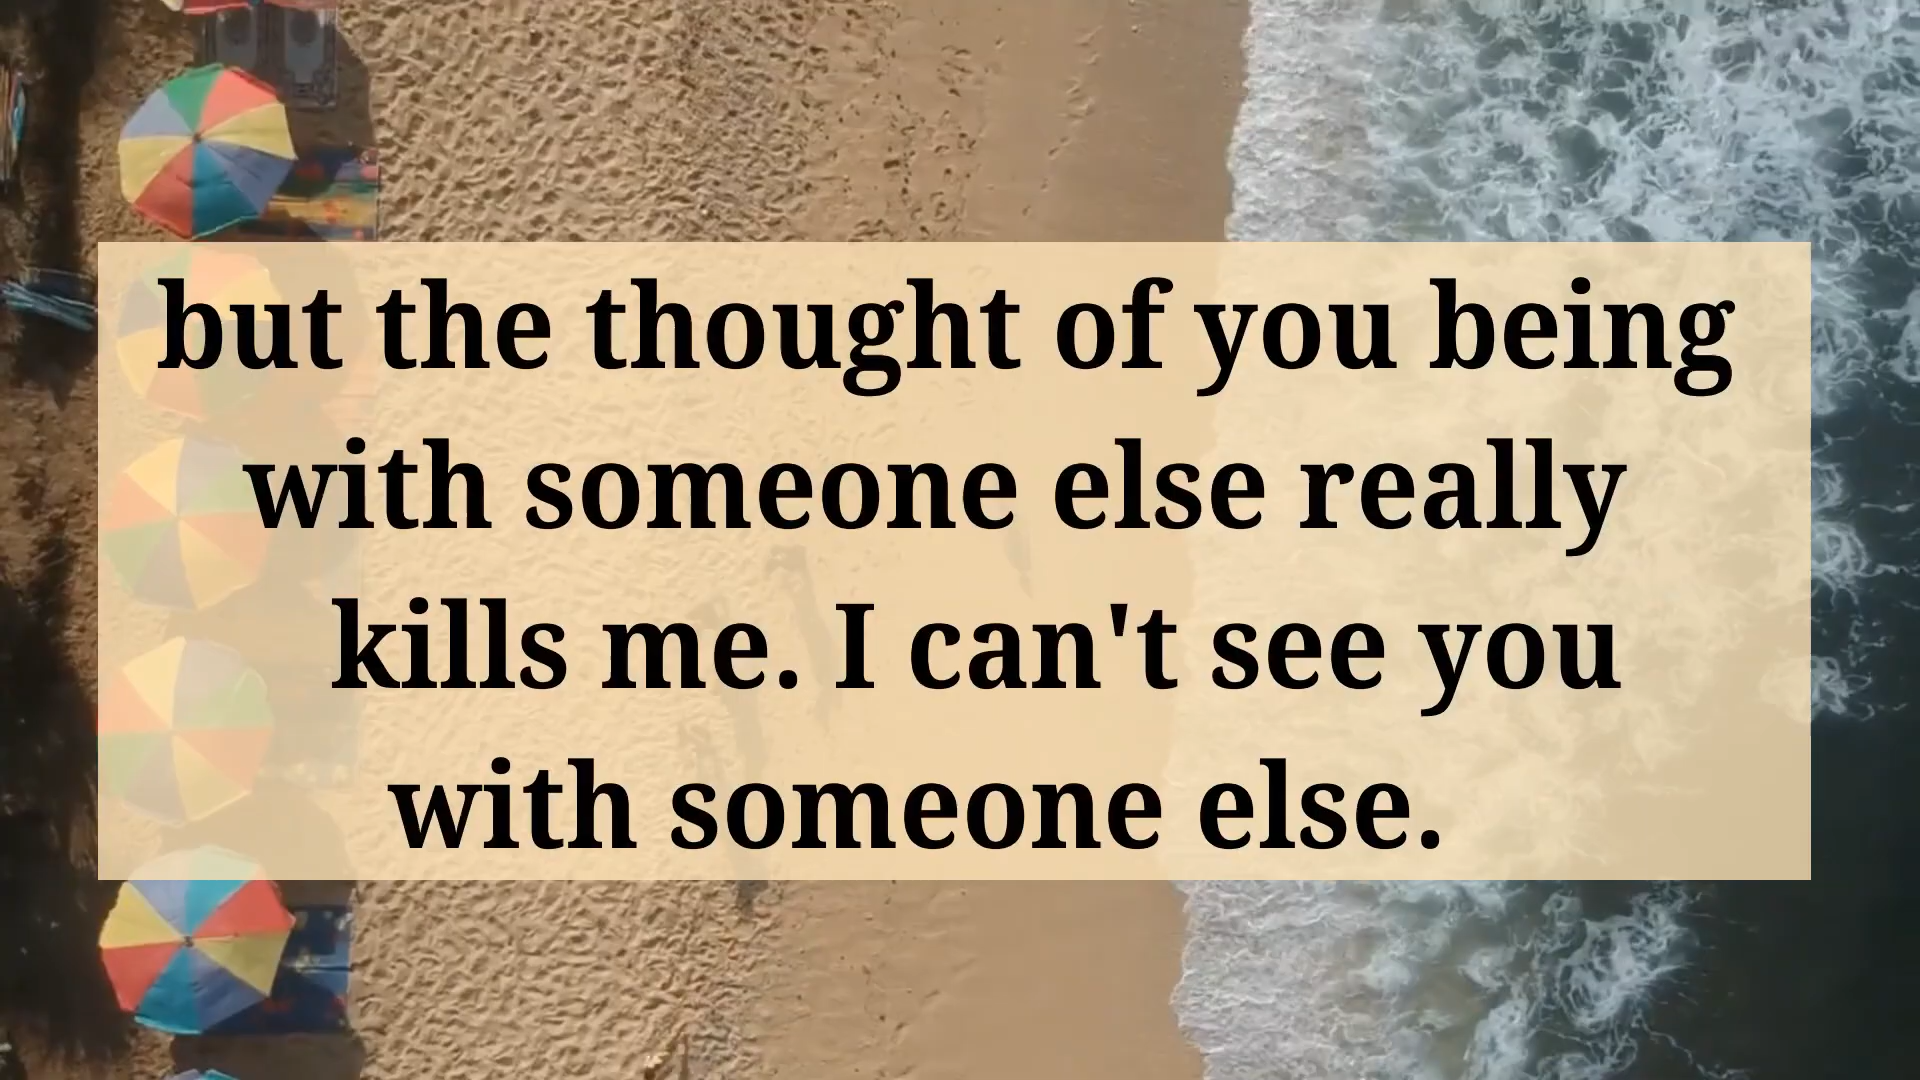 but the thought of you being
with someone else really
kills me. I can't see you
with someone else.